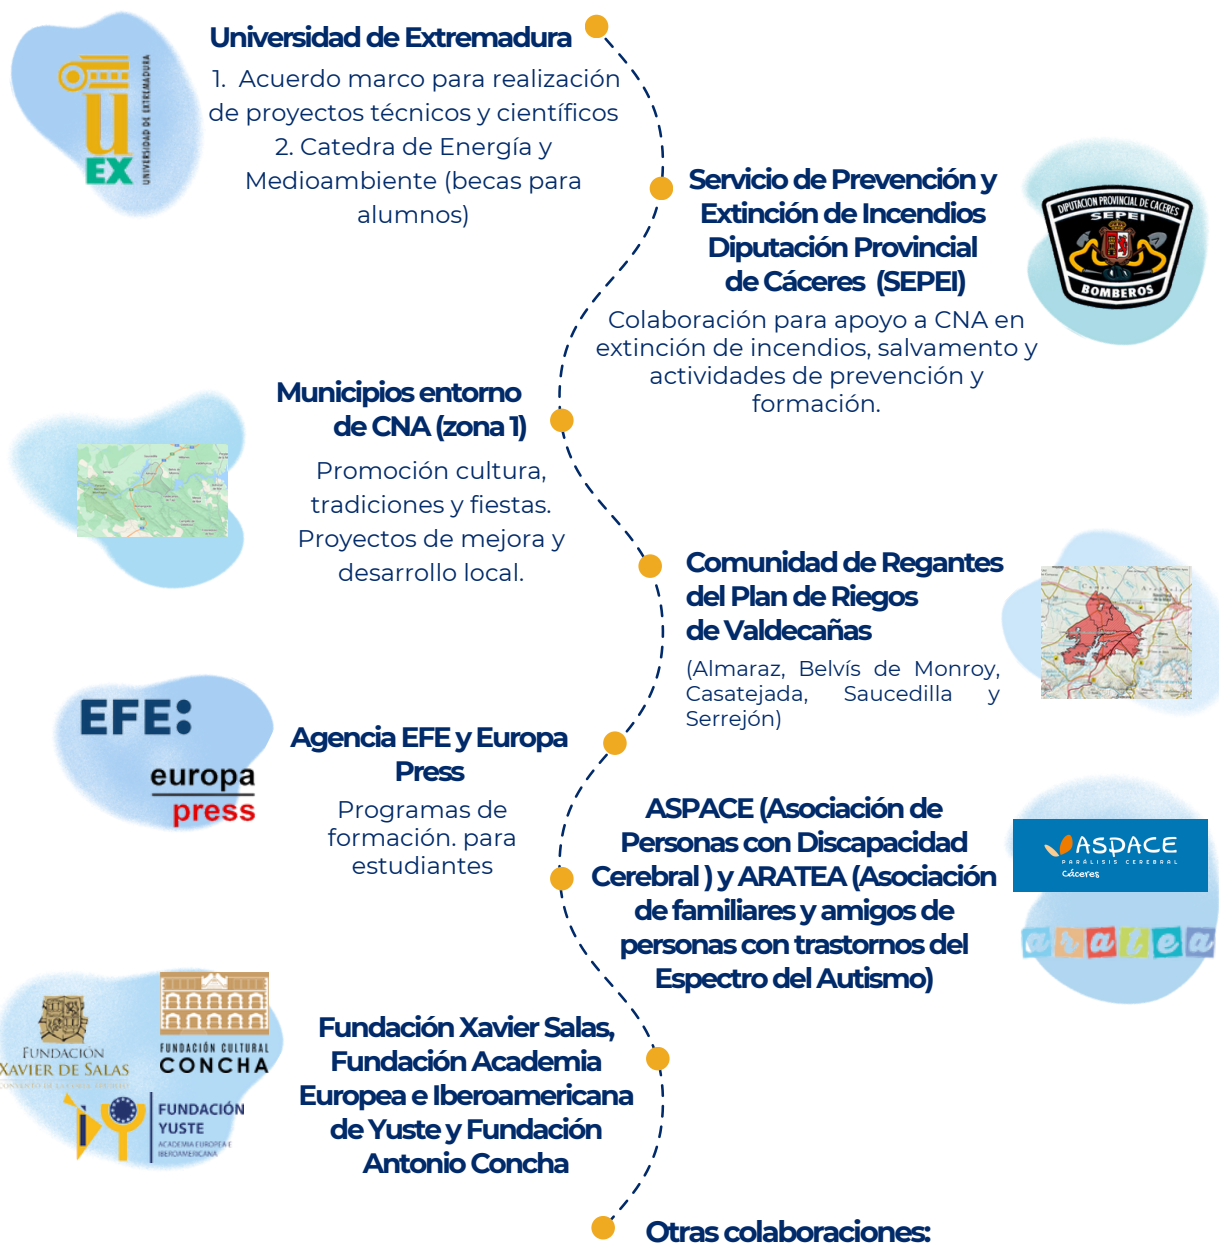 Universidad de Extremadura
1. Acuerdo marco para realización
de proyectos técnicos y científicos
2. Catedra de Energía y
Medioambiente (becas para
alumnos)
UEX
UNIVERSIDAD DE EXTREMADURA
Servicio de Prevención y
Extinción de Incendios
Diputación Provincial
de Cáceres (SEPEI)
Colaboración para apoyo a CNA en
extinción de incendios, salvamento y
actividades de prevención y
formación.
DIPUTACION PROVINCIAL DE CACERES
SEPEI
BOMBEROS
Municipios entorno
de CNA (zona 1)
Promoción cultura,
tradiciones y fiestas.
Proyectos de mejora y
desarrollo local.
Comunidad de Regantes
del Plan de Riegos
de Valdecañas
(Almaraz, Belvís de Monroy,
Casatejada, Saucedilla y
Serrejón)
EFE:
europa
press
Agencia EFE y Europa
Press
Programas de
formación. para
estudiantes
ASPACE (Asociación de
Personas con Discapacidad
Cerebral ) y ARATEA (Asociación
de familiares y amigos de
personas con trastornos del
Espectro del Autismo)
ASPACE
PARÁLISIS CEREBRAL
Cáceres
aratea
FUNDACIÓN
XAVIER DE SALAS
FUNDACIÓN CULTURAL
CONCHA
FUNDACIÓN
YUSTE
ACADEMIA EUROPEA E
IBEROAMERICANA
Fundación Xavier Salas,
Fundación Academia
Europea e Iberoamericana
de Yuste y Fundación
Antonio Concha
Otras colaboraciones: